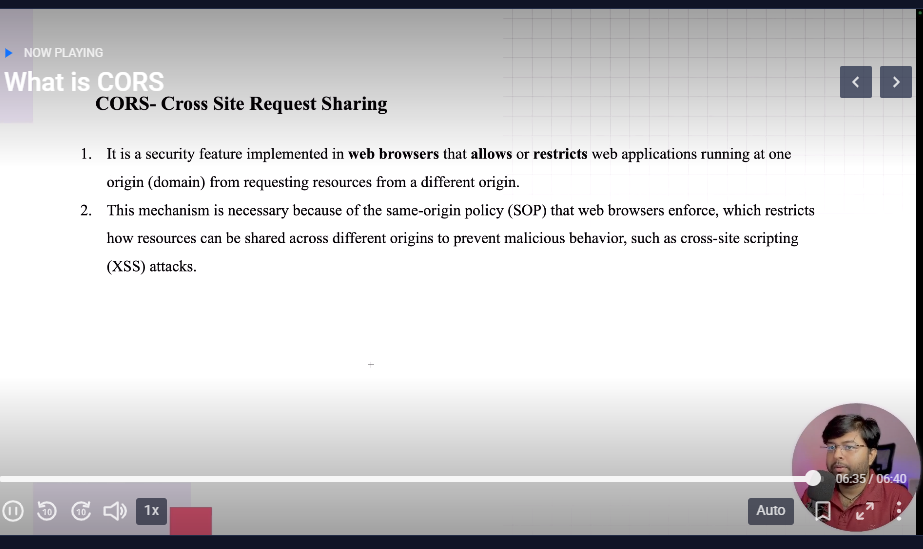 NOW PLAYING
What is CORS
CORS- Cross Site Request Sharing
1. It is a security feature implemented in web browsers that allows or restricts web applications running at one
origin (domain) from requesting resources from a different origin.
2. This mechanism is necessary because of the same-origin policy (SOP) that web browsers enforce, which restricts
how resources can be shared across different origins to prevent malicious behavior, such as cross-site scripting
(XSS) attacks.
06:35 / 06:40
10
10
1x
Auto